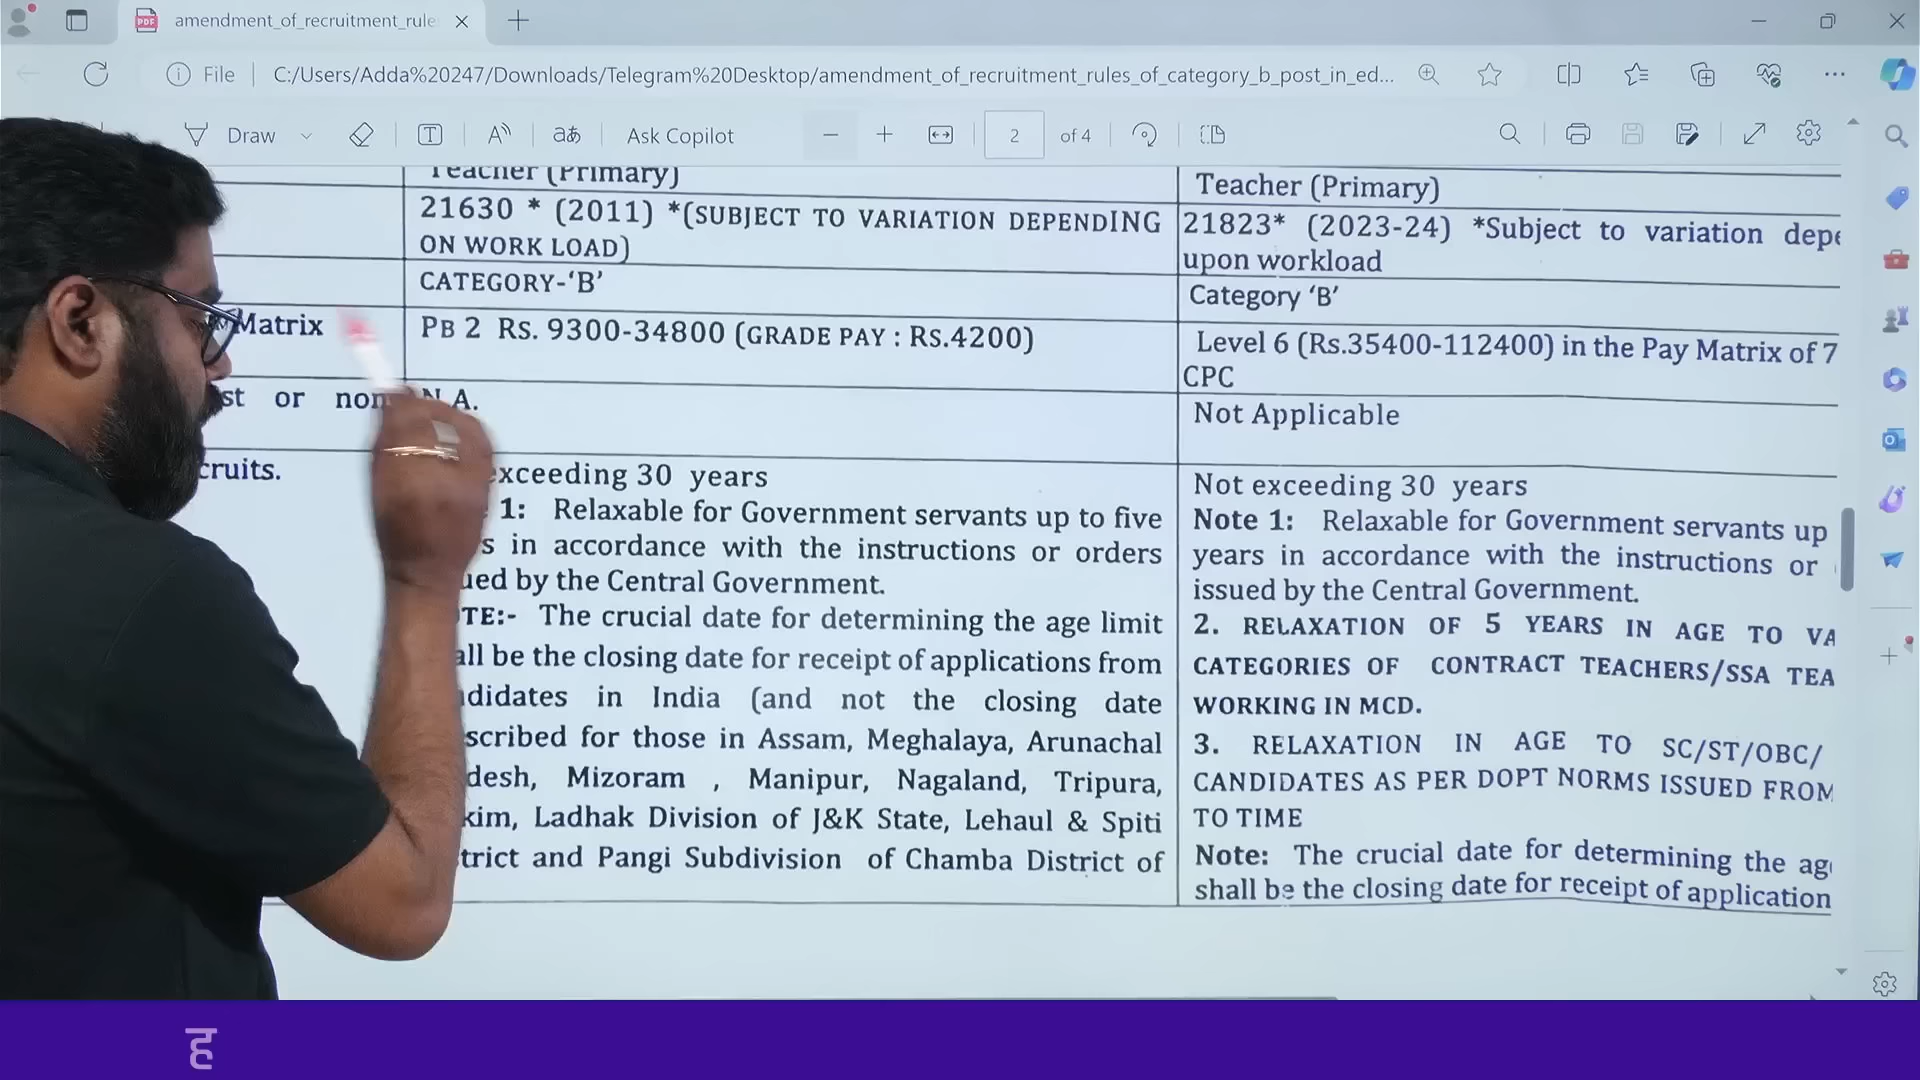 amendment_of_recruitment_rule
File
C:/Users/Adda%20247/Downloads/Telegram%20Desktop/amendment_of_recruitment_rules_of_category_b_post_in_ed...
Draw
Ask Copilot
2 of 4
Teacher (Primary)
Teacher (Primary)
21630 * (2011) *(SUBJECT TO VARIATION DEPENDING
ON WORK LOAD)
21823* (2023-24) *Subject to variation depe
upon workload
CATEGORY-‘B’
Category ‘B’
Matrix
PB 2 Rs. 9300-34800 (GRADE PAY : RS.4200)
Level 6 (Rs.35400-112400) in the Pay Matrix of 7
CPC
st or non
N.A.
Not Applicable
cruits.
exceeding 30 years
1: Relaxable for Government servants up to five
s in accordance with the instructions or orders
ued by the Central Government.
TE:- The crucial date for determining the age limit
all be the closing date for receipt of applications from
didates in India (and not the closing date
scribed for those in Assam, Meghalaya, Arunachal
desh, Mizoram , Manipur, Nagaland, Tripura,
kim, Ladhak Division of J&K State, Lehaul & Spiti
trict and Pangi Subdivision of Chamba District of
Not exceeding 30 years
Note 1: Relaxable for Government servants up
years in accordance with the instructions or
issued by the Central Government.
2. RELAXATION OF 5 YEARS IN AGE TO VA
CATEGORIES OF CONTRACT TEACHERS/SSA TEA
WORKING IN MCD.
3. RELAXATION IN AGE TO SC/ST/OBC/
CANDIDATES AS PER DOPT NORMS ISSUED FROM
TO TIME
Note: The crucial date for determining the ag
shall be the closing date for receipt of application
ह